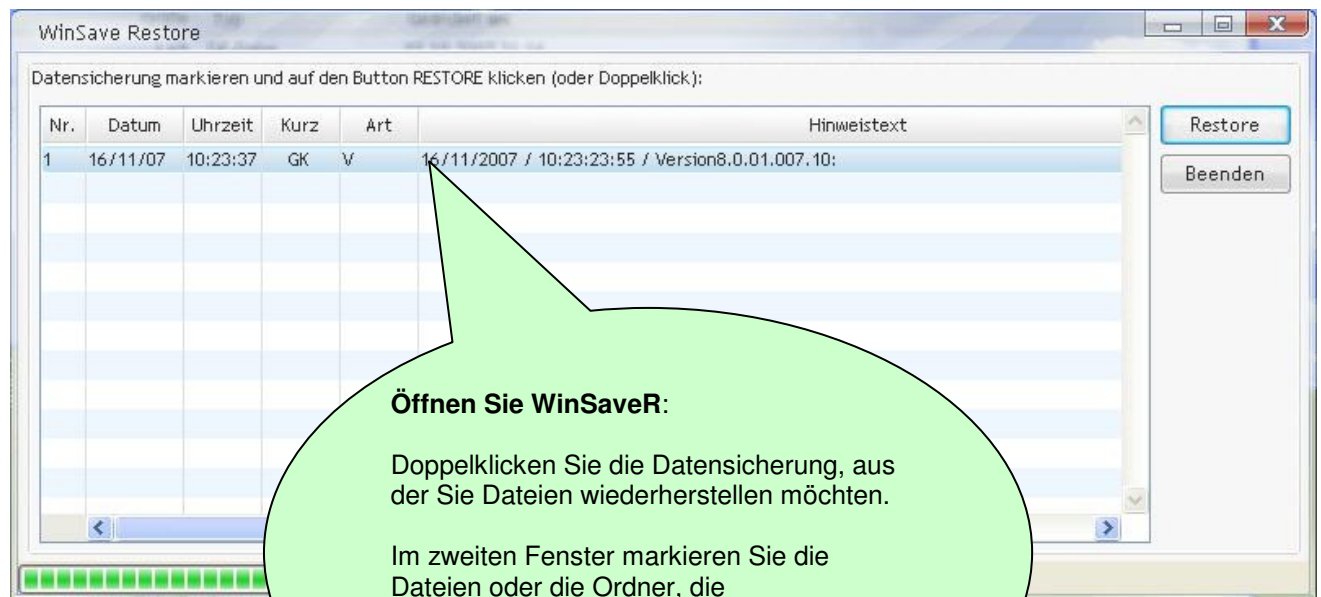 WinSave Restore
Datensicherung markieren und auf den Button RESTORE klicken (oder Doppelklick):
Nr. Datum Uhrzeit Kurz Art Hinweistext
Restore
1 16/11/07 10:23:37 GK V 16/11/2007 / 10:23:23:55 / Version8.0.01.007.10:
Beenden
Öffnen Sie WinSaveR:
Doppelklicken Sie die Datensicherung, aus
der Sie Dateien wiederherstellen möchten.
Im zweiten Fenster markieren Sie die
Dateien oder die Ordner, die